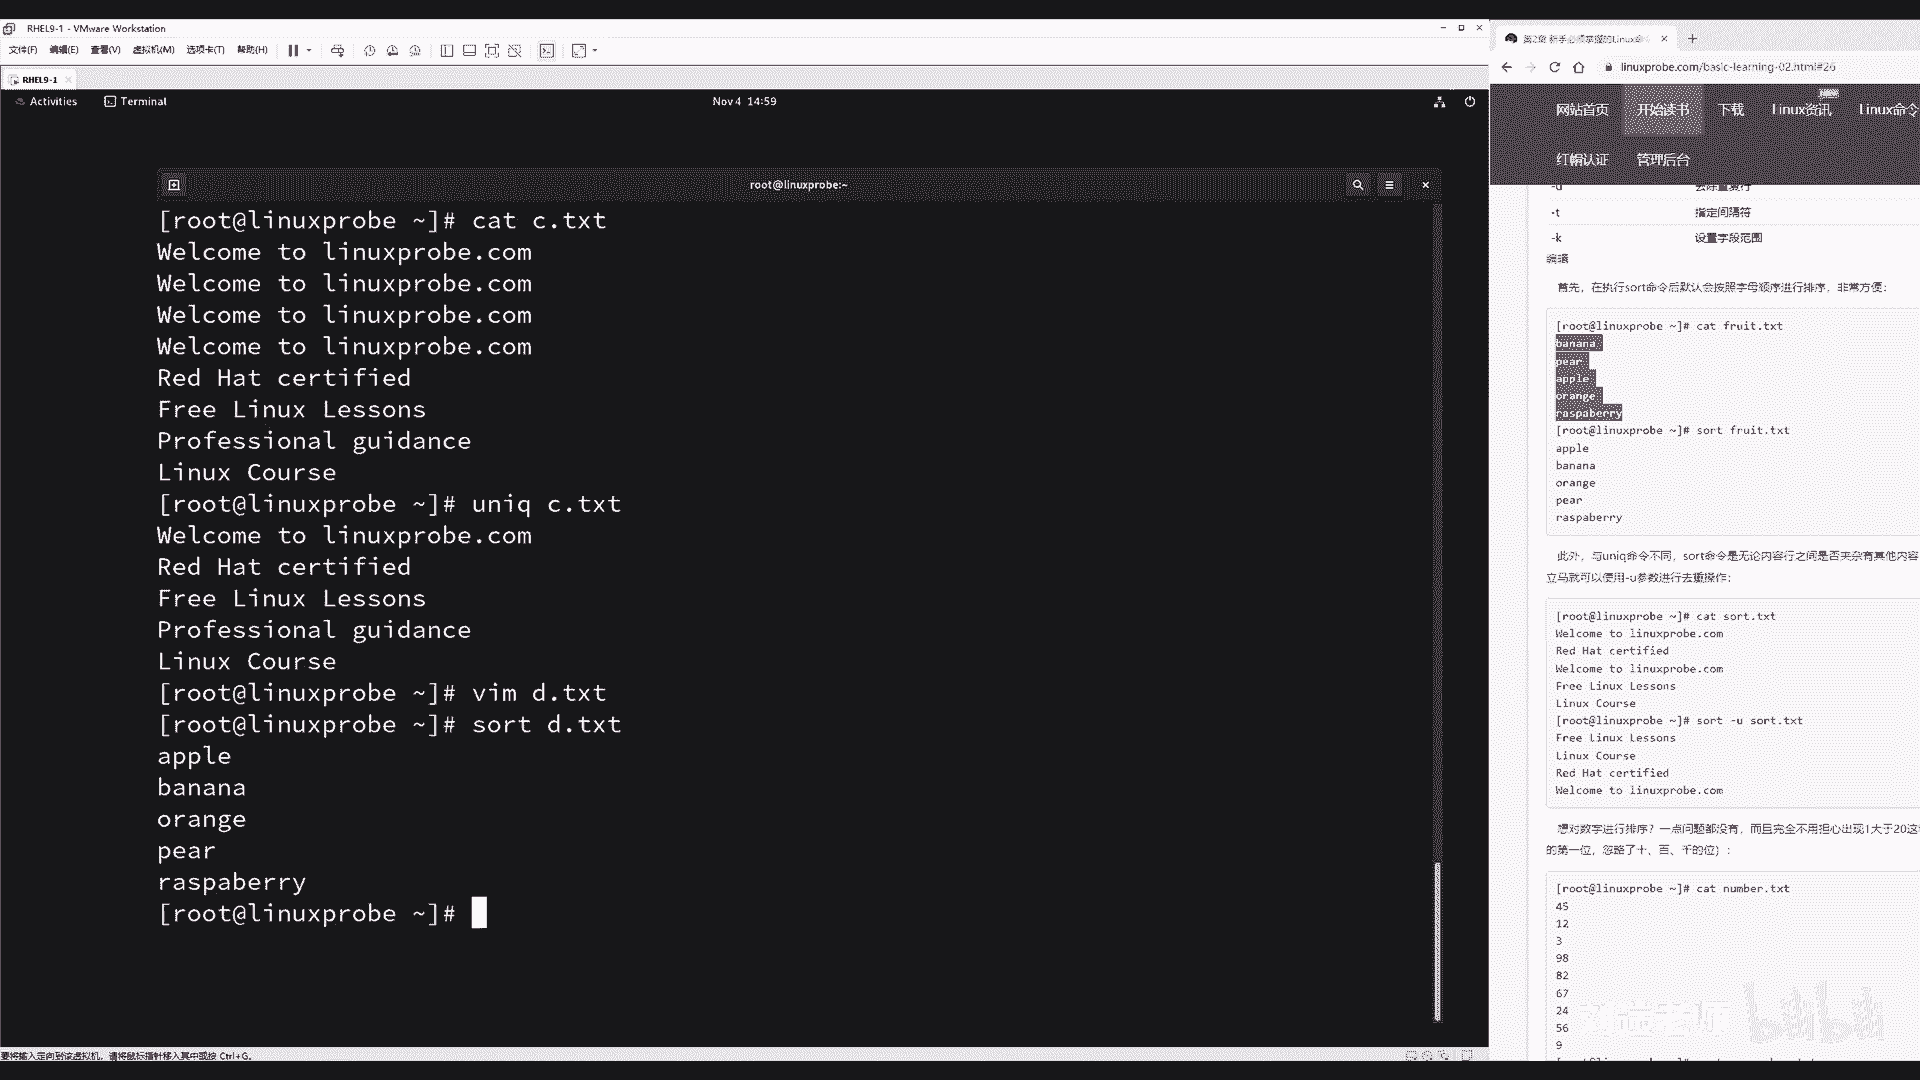 RHEL9-1 - VMware Workstation
文件(F) 编辑(E) 查看(V) 虚拟机(M) 选项卡(T) 帮助(H)
RHEL9-1
Activities Terminal Nov 4 14:59
root@linuxprobe:~
[root@linuxprobe ~]# cat c.txt
Welcome to linuxprobe.com
Welcome to linuxprobe.com
Welcome to linuxprobe.com
Welcome to linuxprobe.com
Red Hat certified
Free Linux Lessons
Professional guidance
Linux Course
[root@linuxprobe ~]# uniq c.txt
Welcome to linuxprobe.com
Red Hat certified
Free Linux Lessons
Professional guidance
Linux Course
[root@linuxprobe ~]# vim d.txt
[root@linuxprobe ~]# sort d.txt
apple
banana
orange
pear
raspaberry
[root@linuxprobe ~]#
要将输入定向到该虚拟机，请将鼠标指针移入其中或按 Ctrl+G。
第2章 新手必须掌握的Linux命令
linuxprobe.com/basic-learning-02.html#26
网站首页 开始读书 下载 Linux资讯 Linux命令
红帽认证 管理后台
-u 去除重复行
-t 指定间隔符
-k 设置字段范围
编辑
首先，在执行sort命令后默认会按照字母顺序进行排序，非常方便：
[root@linuxprobe ~]# cat fruit.txt
banana
pear
apple
orange
raspaberry
[root@linuxprobe ~]# sort fruit.txt
apple
banana
orange
pear
raspaberry
此外，与uniq命令不同，sort命令是无论内容行之间是否夹杂有其他内容
立马就可以使用-u参数进行去重操作：
[root@linuxprobe ~]# cat sort.txt
Welcome to linuxprobe.com
Red Hat certified
Welcome to linuxprobe.com
Free Linux Lessons
Linux Course
[root@linuxprobe ~]# sort -u sort.txt
Free Linux Lessons
Linux Course
Red Hat certified
Welcome to linuxprobe.com
想对数字进行排序？一点问题都没有，而且完全不用担心出现1大于20这
的第一位，忽略了十、百、千的位）：
[root@linuxprobe ~]# cat number.txt
45
12
3
98
82
67
24
56
9
bilibili